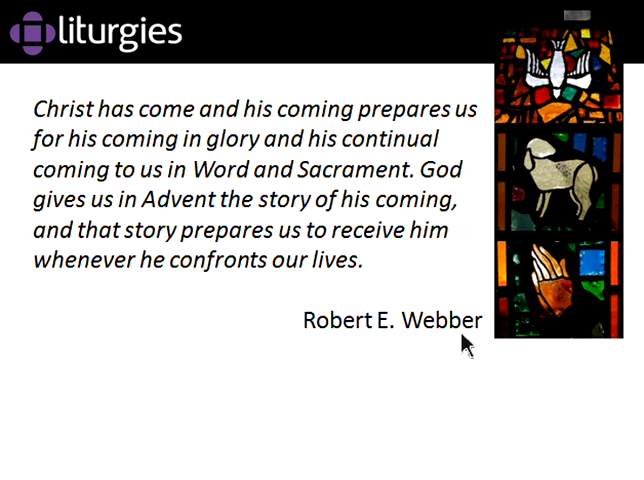 liturgies
Christ has come and his coming prepares us
for his coming in glory and his continual
coming to us in Word and Sacrament. God
gives us in Advent the story of his coming,
and that story prepares us to receive him
whenever he confronts our lives.
Robert E. Webber